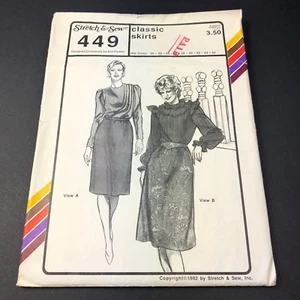 Stretch & Sew®
449
classic
skirts
3.50
View A
View B
Copyright©1982 by Stretch & Sew, Inc.